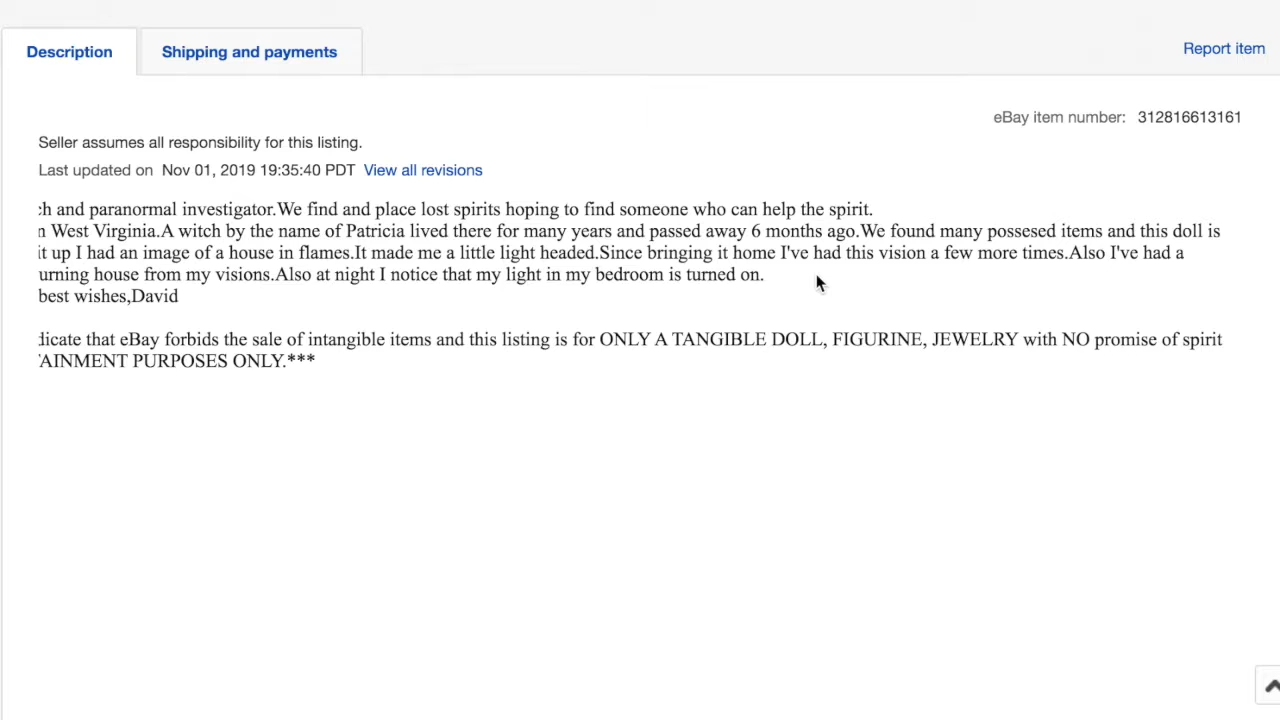 Description
Shipping and payments
Report item
eBay item number: 312816613161
Seller assumes all responsibility for this listing.
Last updated on Nov 01, 2019 19:35:40 PDT View all revisions
and paranormal investigator.We find and place lost spirits hoping to find someone who can help the spirit.
n West Virginia.A witch by the name of Patricia lived there for many years and passed away 6 months ago.We found many possesed items and this doll is
it up I had an image of a house in flames.It made me a little light headed.Since bringing it home I've had this vision a few more times.Also I've had a
urning house from my visions.Also at night I notice that my light in my bedroom is turned on.
best wishes,David
dicate that eBay forbids the sale of intangible items and this listing is for ONLY A TANGIBLE DOLL, FIGURINE, JEWELRY with NO promise of spirit
TAINMENT PURPOSES ONLY.***